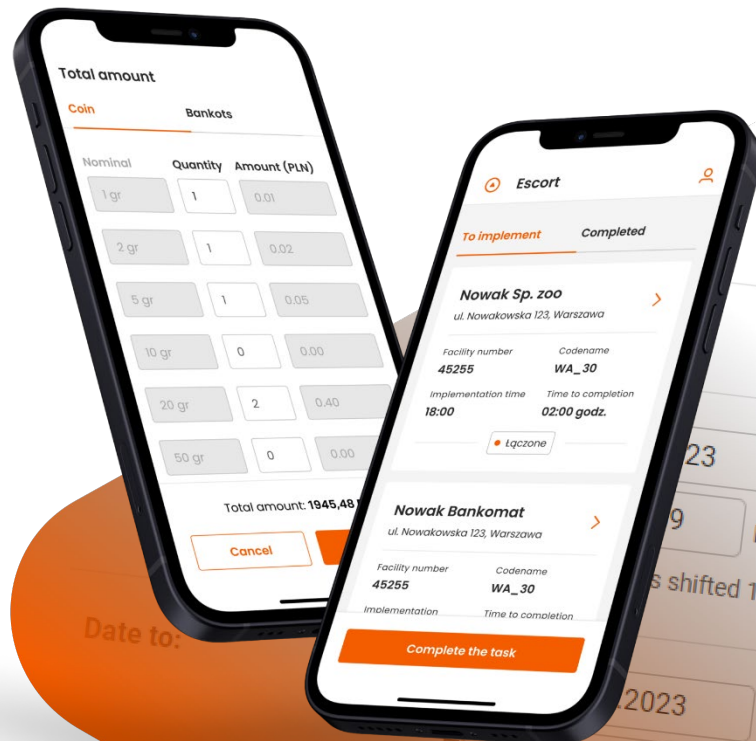 Total amount
Coin Bankots
Nominal Quantity Amount (PLN)
1 gr 1 0.01
2 gr 1 0.02
5 gr 1 0.05
10 gr 0 0.00
20 gr 2 0.40
50 gr 0 0.00
Total amount: 1945,48
Cancel
Escort
To implement Completed
Nowak Sp. zoo
ul. Nowakowska 123, Warszawa
Facility number Codename
45255 WA_30
Implementation time Time to completion
18:00 02:00 godz.
Łączone
Nowak Bankomat
ul. Nowakowska 123, Warszawa
Facility number Codename
45255 WA_30
Implementation Time to completion
Complete the task
23
9
s shifted 1
Date to:
.2023